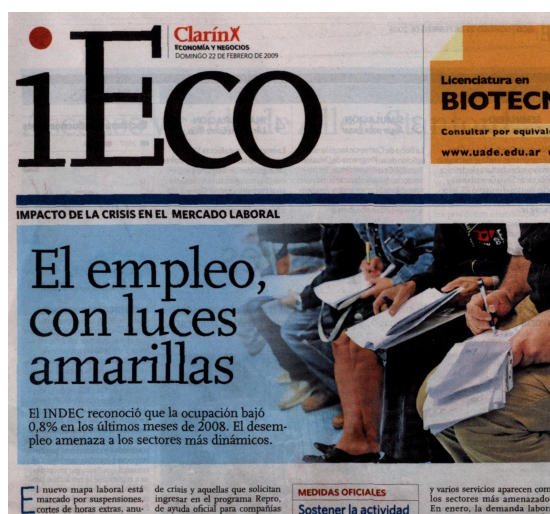 Clarín X
ECONOMÍA Y NEGOCIOS
DOMINGO 22 DE FEBRERO DE 2009
iECO
Licenciatura en
BIOTECN
Consultar por equival
www.uade.edu.ar
IMPACTO DE LA CRISIS EN EL MERCADO LABORAL
El empleo,
con luces
amarillas
El INDEC reconoció que la ocupación bajó
0,8% en los últimos meses de 2008. El desem-
pleo amenaza a los sectores más dinámicos.
El nuevo mapa laboral está
marcado por suspensiones,
cortes de horas extras, anu-
de crisis y aquellas que solicitan
ingresar en el programa Repro,
de ayuda oficial para compañías
MEDIDAS OFICIALES
Sostener la actividad
y varios servicios aparecen com
los sectores más amenazado
En enero, la demanda labor